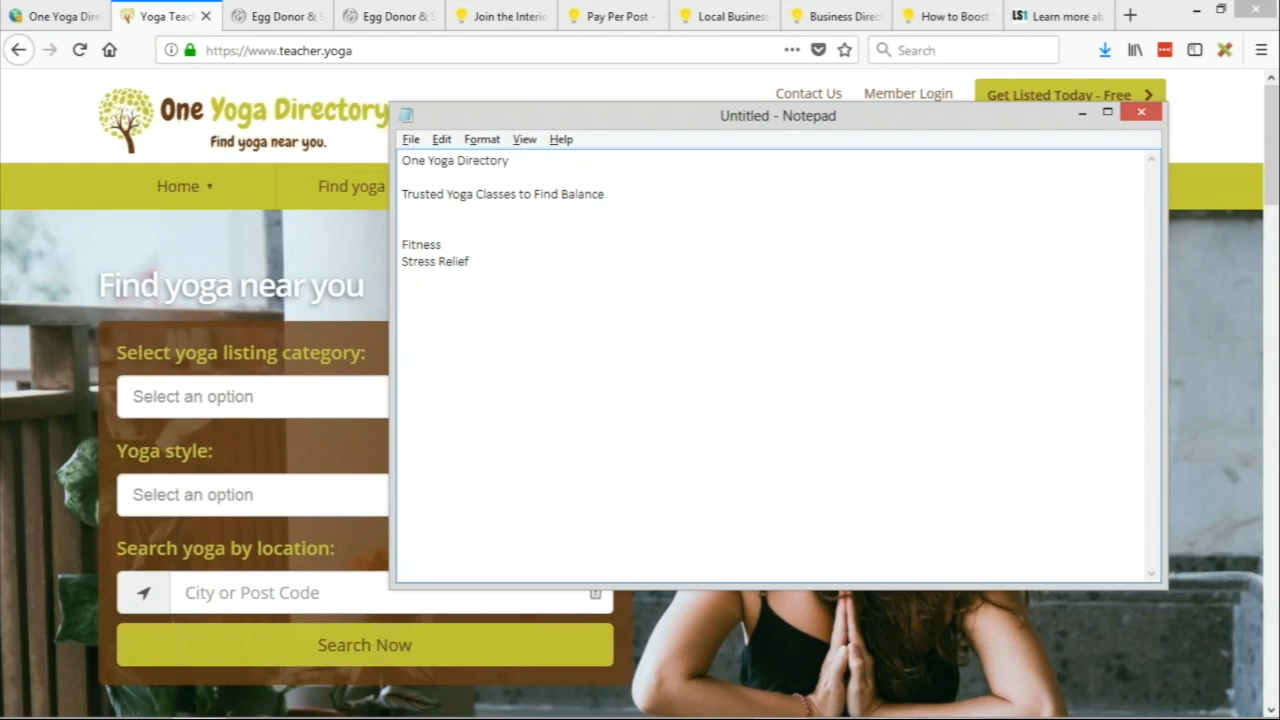 One Yoga Dire
Yoga Teac
Egg Donor & S
Egg Donor & S
Join the Interio
Pay Per Post -
Local Business
Business Direc
How to Boost
LS1 Learn more ab
https://www.teacher.yoga
Search
One Yoga Directory
Find yoga near you.
Contact Us
Member Login
Get Listed Today - Free
Home
Find yoga
Untitled - Notepad
File Edit Format View Help
One Yoga Directory
Trusted Yoga Classes to Find Balance
Fitness
Stress Relief
Find yoga near you
Select yoga listing category:
Select an option
Yoga style:
Select an option
Search yoga by location:
City or Post Code
Search Now